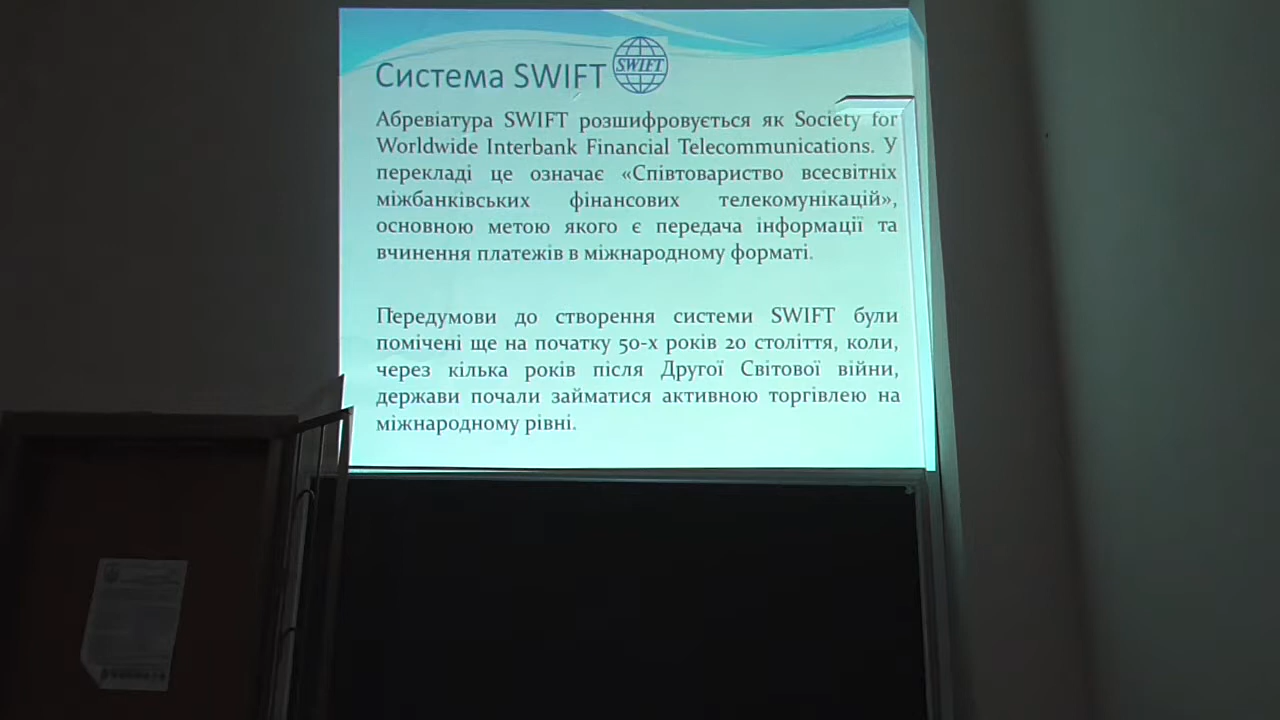 Система SWIFT
SWIFT
Абревіатура SWIFT розшифровується як Society for
Worldwide Interbank Financial Telecommunications. У
перекладі це означає «Співтовариство всесвітніх
міжбанківських фінансових телекомунікацій»,
основною метою якого є передача інформації та
вчинення платежів в міжнародному форматі.
Передумови до створення системи SWIFT були
помічені ще на початку 50-х років 20 століття, коли,
через кілька років після Другої Світової війни,
держави почали займатися активною торгівлею на
міжнародному рівні.